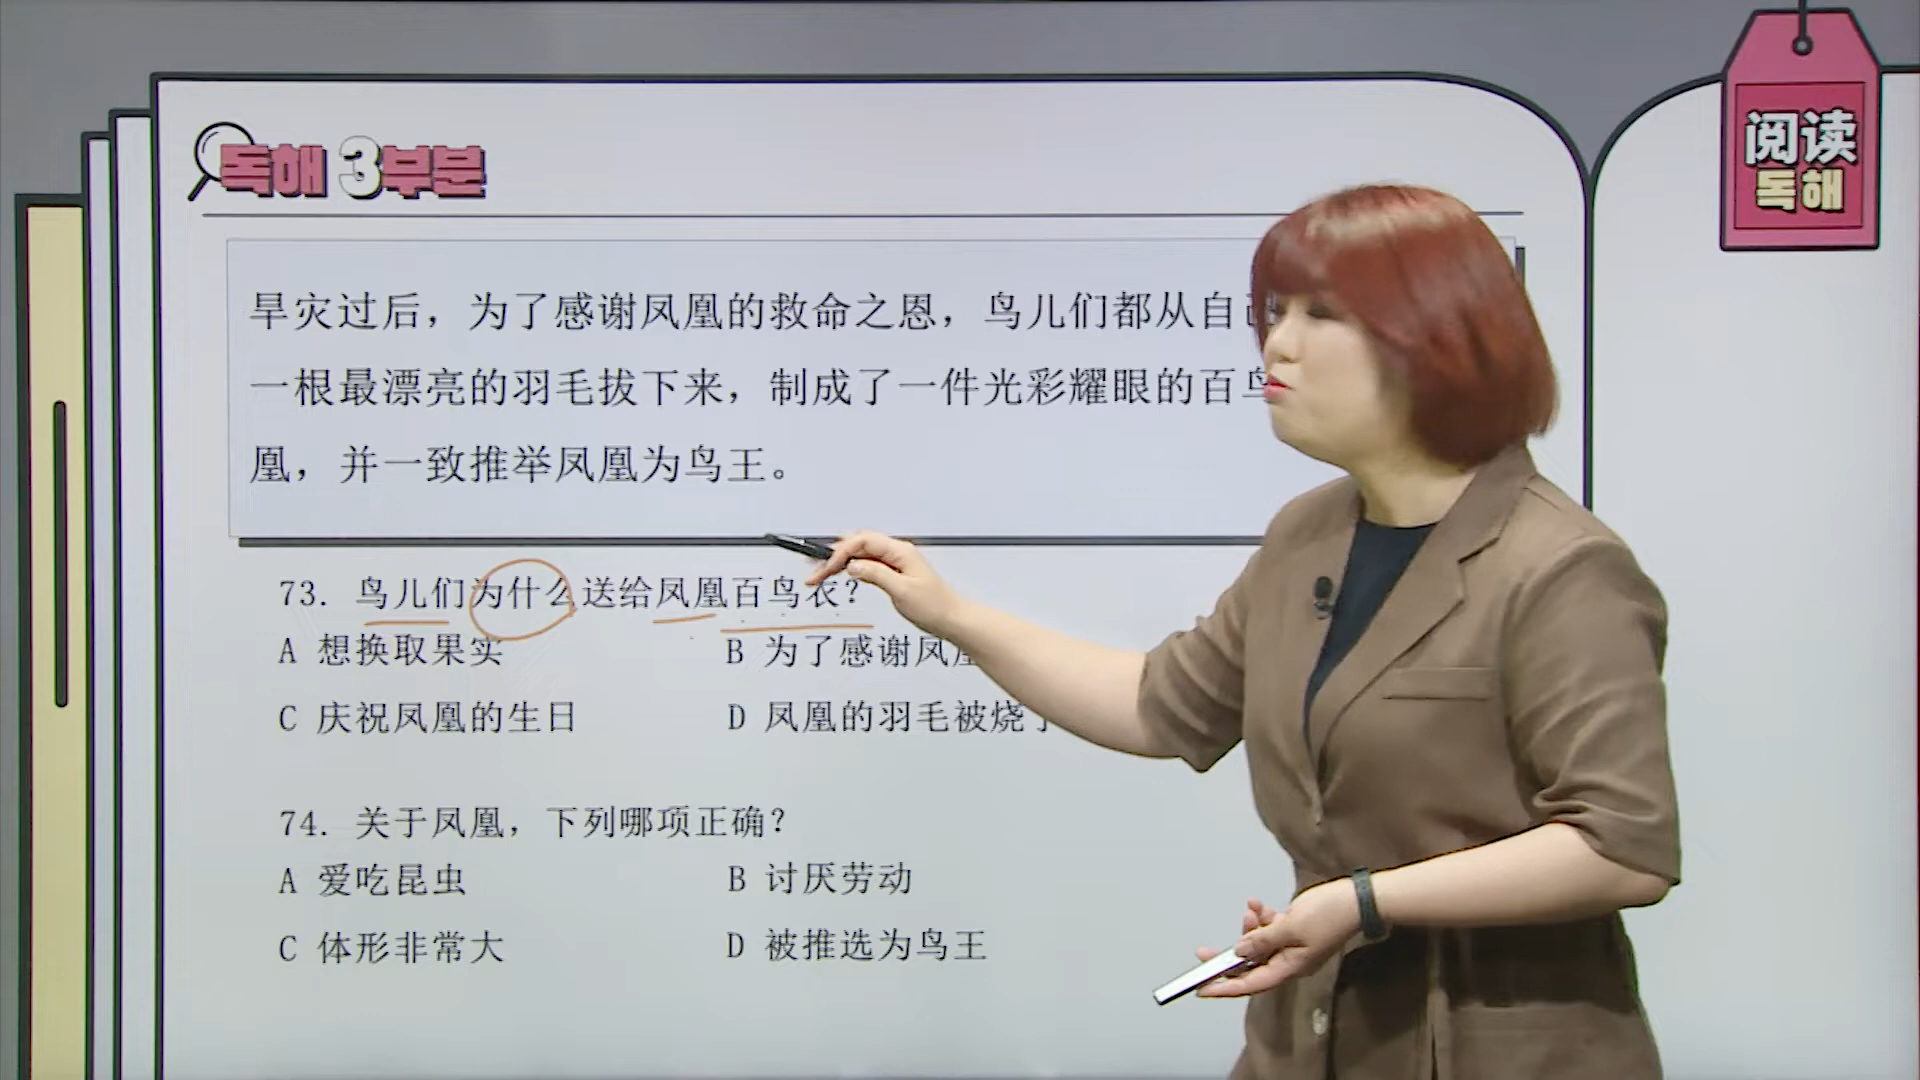 독해 3부분
阅读
독해
旱灾过后，为了感谢凤凰的救命之恩，鸟儿们都从自己
一根最漂亮的羽毛拔下来，制成了一件光彩耀眼的百鸟
凰，并一致推举凤凰为鸟王。
73. 鸟儿们为什么送给凤凰百鸟衣？
A 想换取果实
B 为了感谢凤凰
C 庆祝凤凰的生日
D 凤凰的羽毛被烧了
74. 关于凤凰，下列哪项正确？
A 爱吃昆虫
B 讨厌劳动
C 体形非常大
D 被推选为鸟王